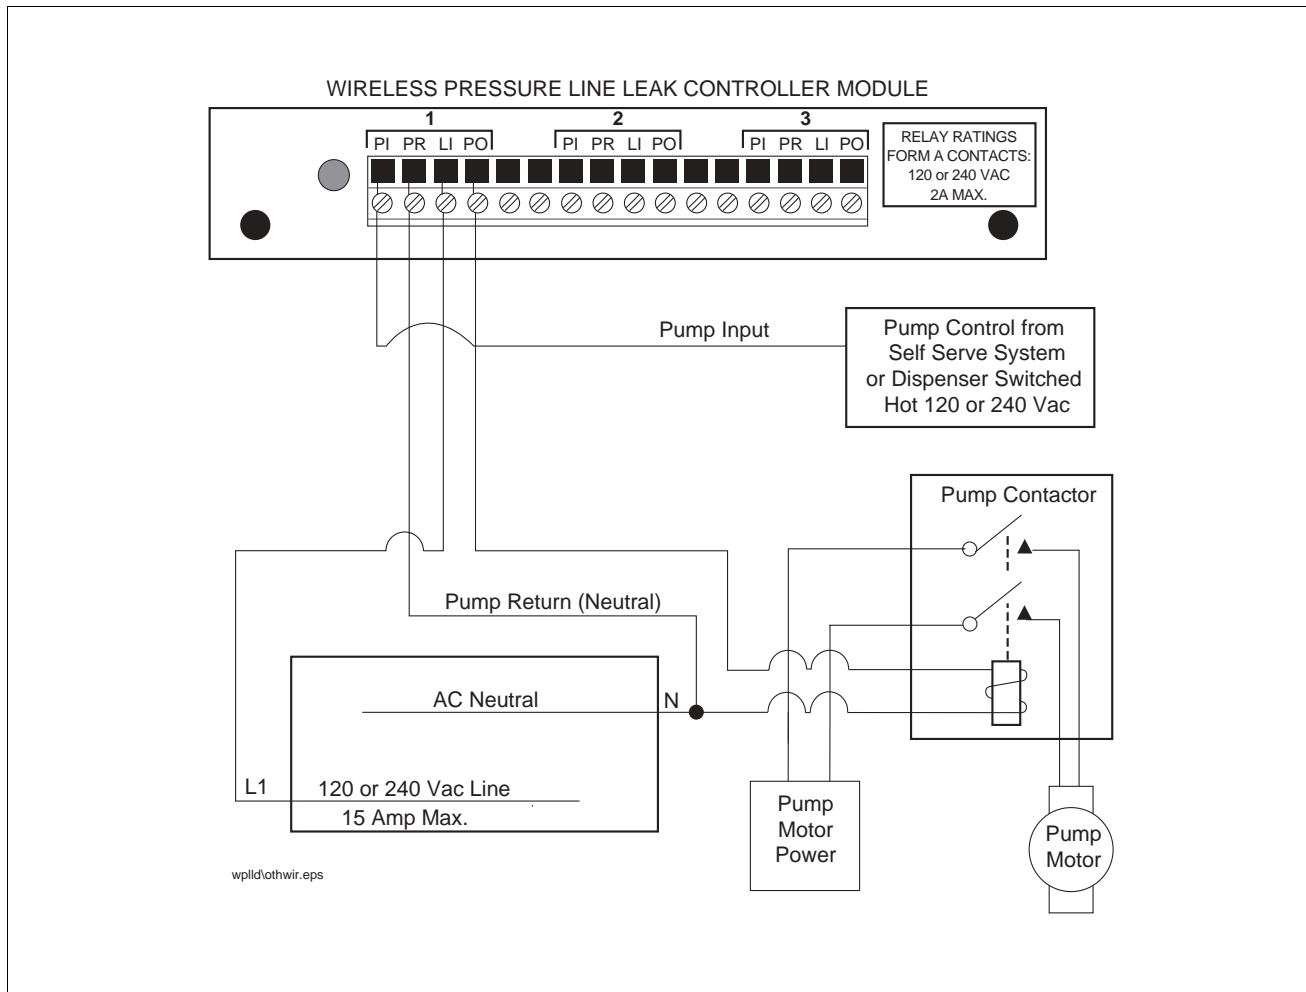 WIRELESS PRESSURE LINE LEAK CONTROLLER MODULE
1 2 3
PI PR LI PO PI PR LI PO PI PR LI PO
RELAY RATINGS
FORM A CONTACTS:
120 or 240 VAC
2A MAX.
Pump Input
Pump Control from
Self Serve System
or Dispenser Switched
Hot 120 or 240 Vac
Pump Contactor
Pump Return (Neutral)
AC Neutral
N
L1
120 or 240 Vac Line
15 Amp Max.
Pump
Motor
Power
Pump
Motor
wplld\othwir.eps